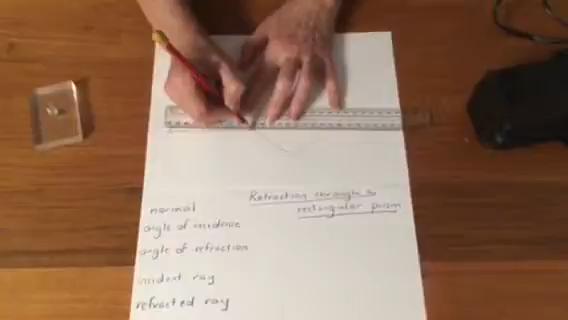 Refraction through a
rectangular prism
normal
angle of incidence
angle of refraction
incident ray
refracted ray